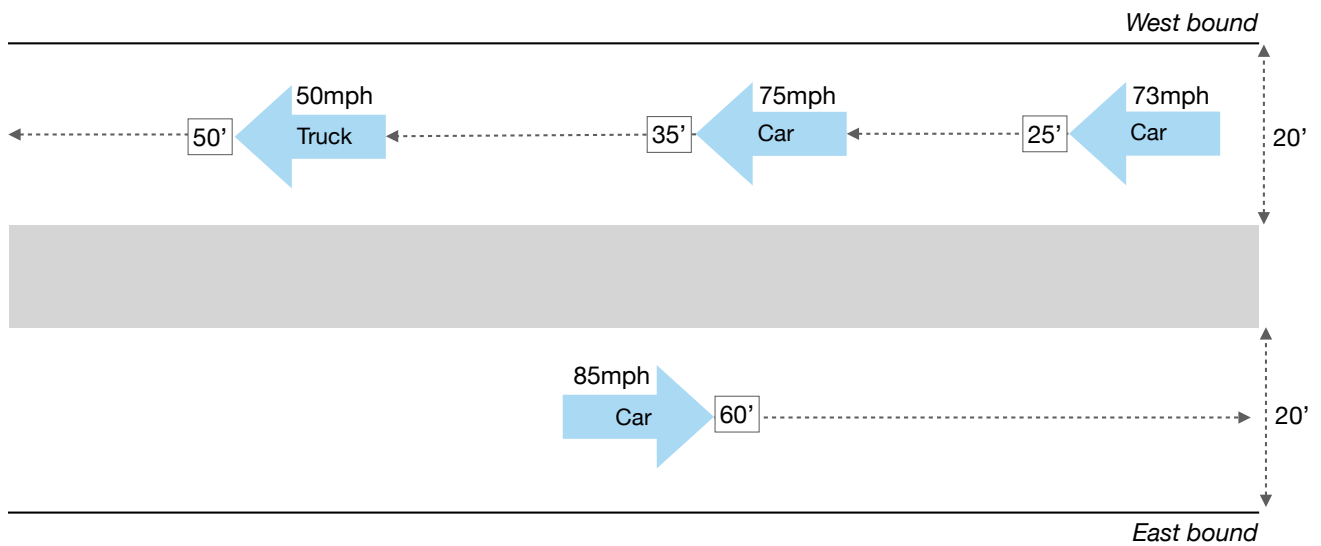 West bound
50mph
75mph
73mph
50’
Truck
35’
Car
25’
Car
20’
85mph
Car
60’
20’
East bound